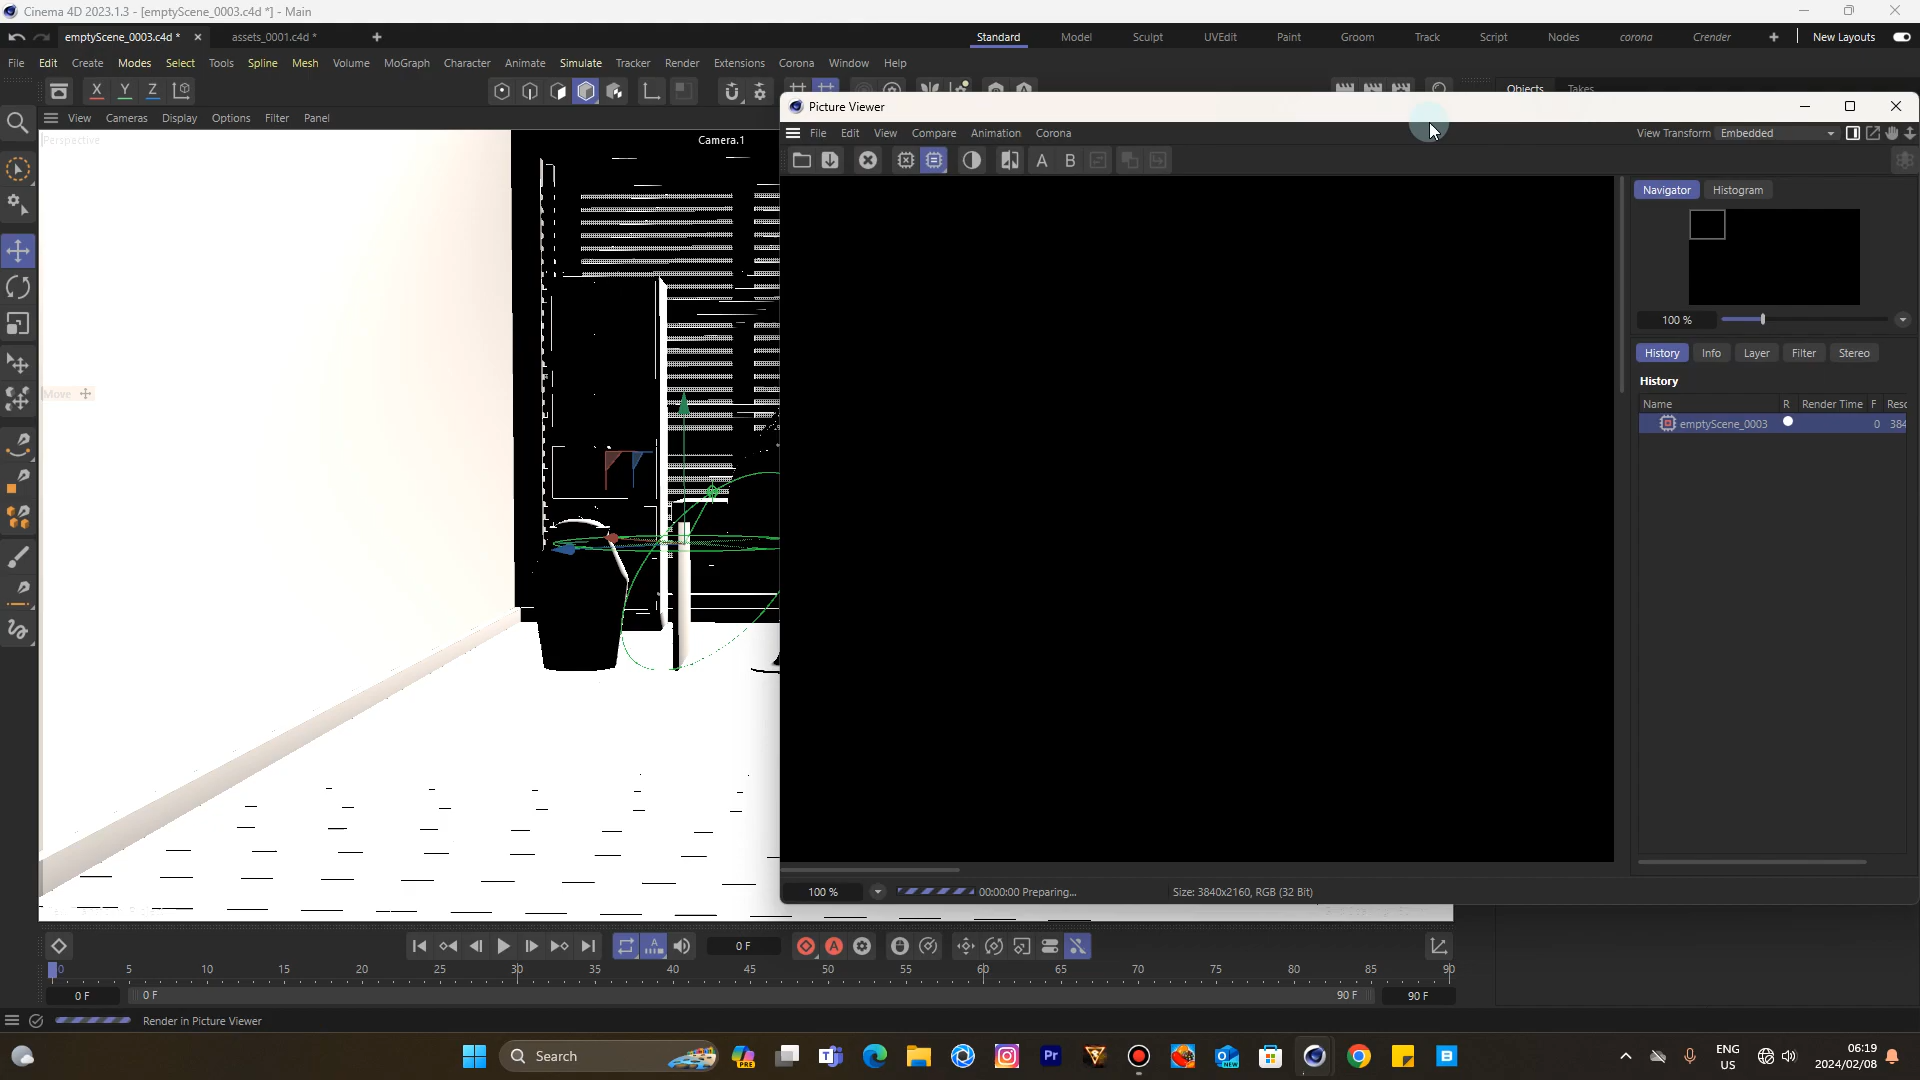 Cinema 4D 2023.1.3 - [emptyScene_0003.c4d *] - Main
emptyScene_0003.c4d * assets_0001.c4d *
Standard Model Sculpt UVEdit Paint Groom Track Script Nodes corona Crender New Layouts
File Edit Create Modes Select Tools Spline Mesh Volume MoGraph Character Animate Simulate Tracker Render Extensions Corona Window Help
X Y Z
Objects Takes
View Cameras Display Options Filter Panel
Perspective
Camera.1
Move
Picture Viewer
File Edit View Compare Animation Corona
View Transform Embedded
A B
Navigator Histogram
100 %
History Info Layer Filter Stereo
History
Name R Render Time F Resc
emptyScene_0003 0 384
100 % 00:00:00 Preparing... Size: 3840x2160, RGB (32 Bit)
0 F
0 5 10 15 20 25 30 35 40 45 50 55 60 65 70 75 80 85 90
0 F 0 F 90 F 90 F
Render in Picture Viewer
Search
ENG
US
06:19
2024/02/08